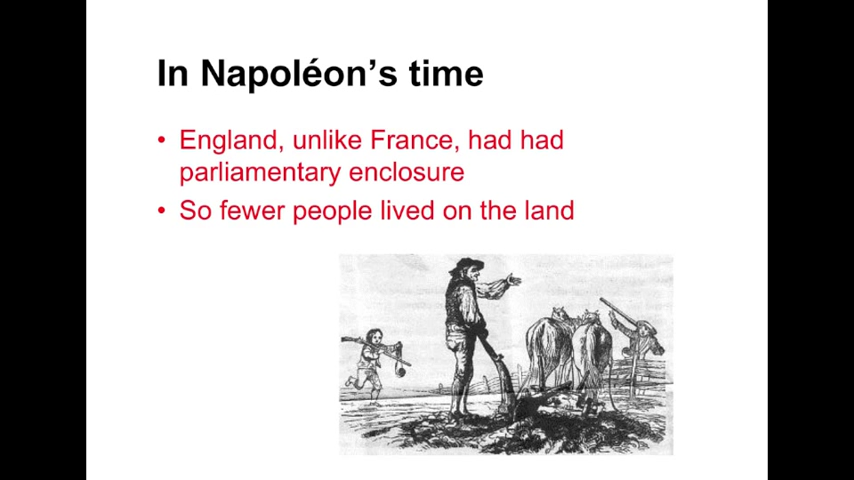 In Napoléon's time
• England, unlike France, had had
parliamentary enclosure
• So fewer people lived on the land